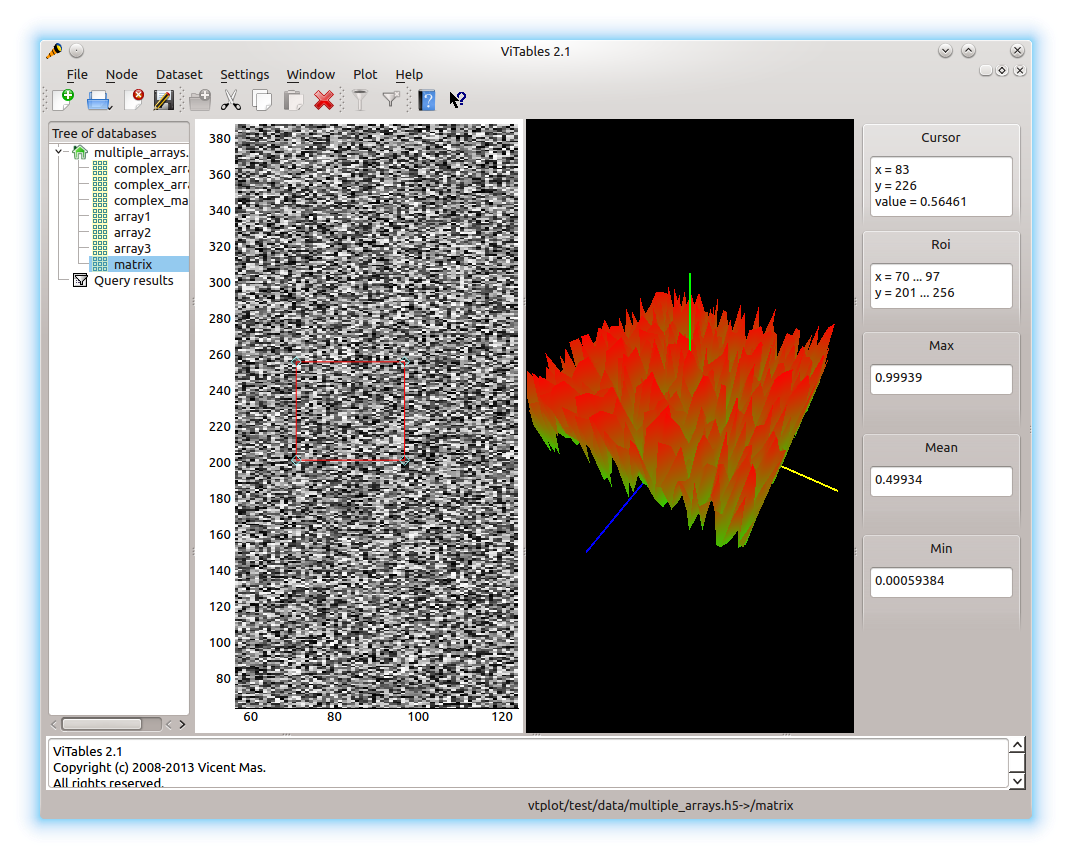 ViTables 2.1
File Node Dataset Settings Window Plot Help
Tree of databases
multiple_arrays.
complex_arra
complex_arra
complex_ma
array1
array2
array3
matrix
Query results
380
360
340
320
300
280
260
240
220
200
180
160
140
120
100
80
60 80 100 120
Cursor
x = 83
y = 226
value = 0.56461
Roi
x = 70 ... 97
y = 201 ... 256
Max
0.99939
Mean
0.49934
Min
0.00059384
ViTables 2.1
Copyright (c) 2008-2013 Vicent Mas.
All rights reserved.
vtplot/test/data/multiple_arrays.h5->/matrix